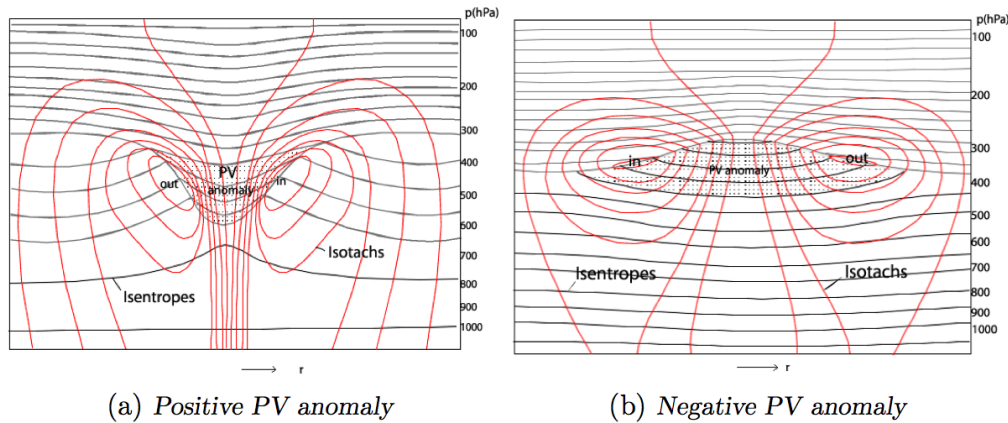 p(hPa)
100
200
300
400
500
600
700
800
900
1000
out
PV
anomaly
in
Isotachs
Isentropes
r
(a) Positive PV anomaly
p(hPa)
100
200
300
400
500
600
700
800
900
1000
in
out
PV anomaly
Isentropes
Isotachs
r
(b) Negative PV anomaly